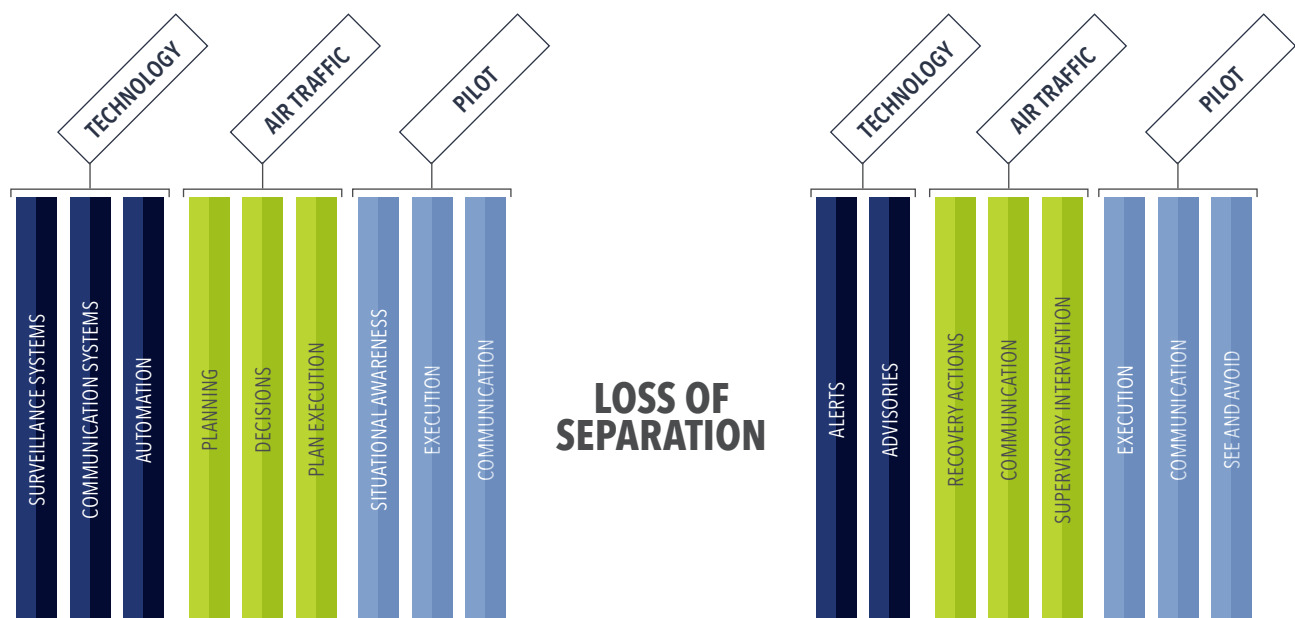 TECHNOLOGY
AIR TRAFFIC
PILOT
SURVEILLANCE SYSTEMS
COMMUNICATION SYSTEMS
AUTOMATION
PLANNING
DECISIONS
PLAN EXECUTION
SITUATIONAL AWARENESS
EXECUTION
COMMUNICATION
LOSS OF
SEPARATION
TECHNOLOGY
AIR TRAFFIC
PILOT
ALERTS
ADVISORIES
RECOVERY ACTIONS
COMMUNICATION
SUPERVISORY INTERVENTION
EXECUTION
COMMUNICATION
SEE AND AVOID